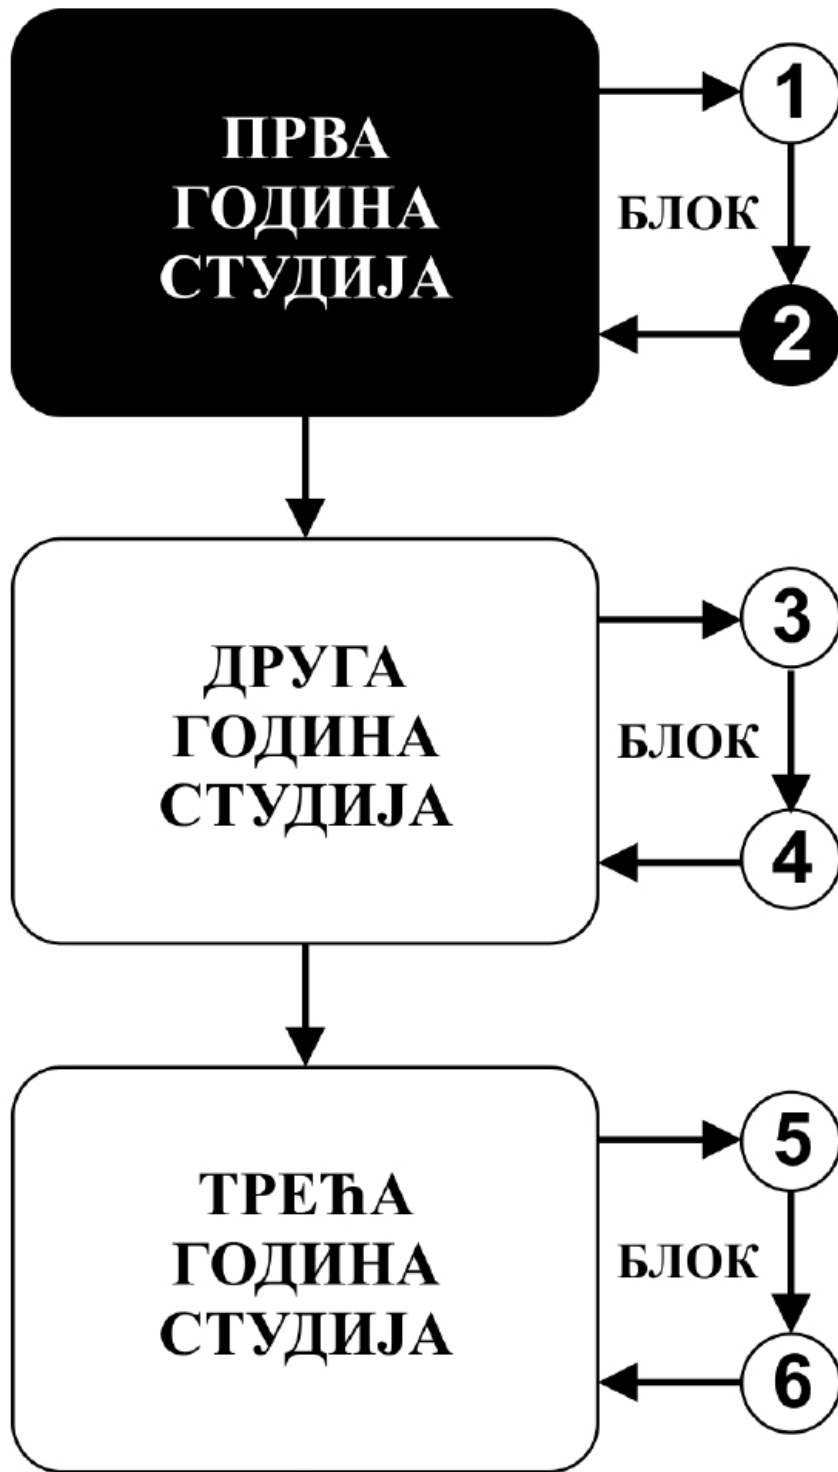 ПРВА
ГОДИНА
СТУДИЈА
1
БЛОК
2
ДРУГА
ГОДИНА
СТУДИЈА
3
БЛОК
4
ТРЕЋА
ГОДИНА
СТУДИЈА
5
БЛОК
6